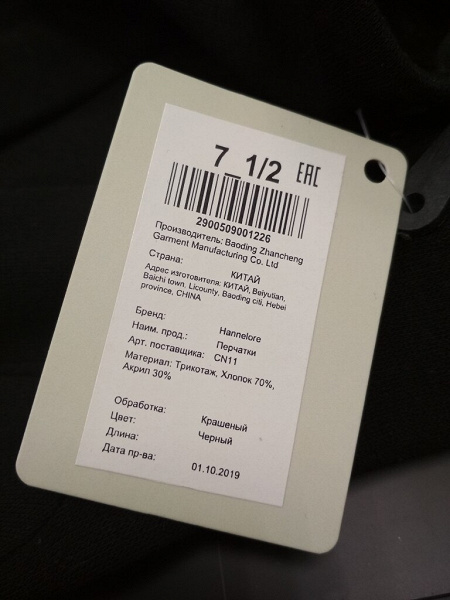 7_1/2 EAC
2900509001226
Производитель: Baoding Zhancheng
Garment Manufacturing Co. Ltd
Страна: КИТАЙ
Адрес изготовителя: КИТАЙ, Beiyutian,
Baichi town, Licounty, Baoding citi, Hebei
province, CHINA
Бренд: Hannelore
Наим. прод.: Перчатки
Арт. поставщика: CN11
Материал: Трикотаж, Хлопок 70%,
Акрил 30%
Обработка: Крашеный
Цвет: Черный
Длина:
Дата пр-ва: 01.10.2019